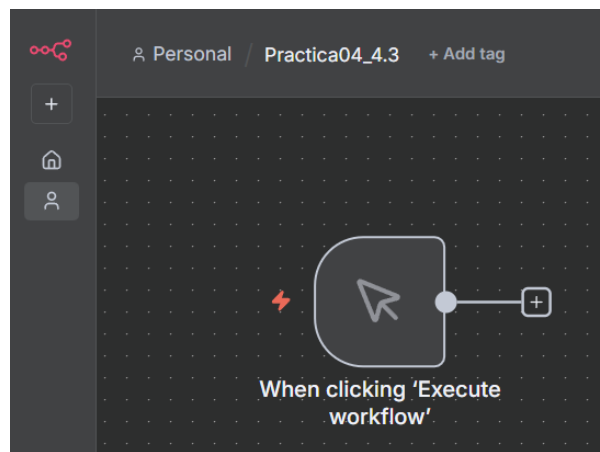 Personal / Practica04_4.3 + Add tag
When clicking ‘Execute
workflow’